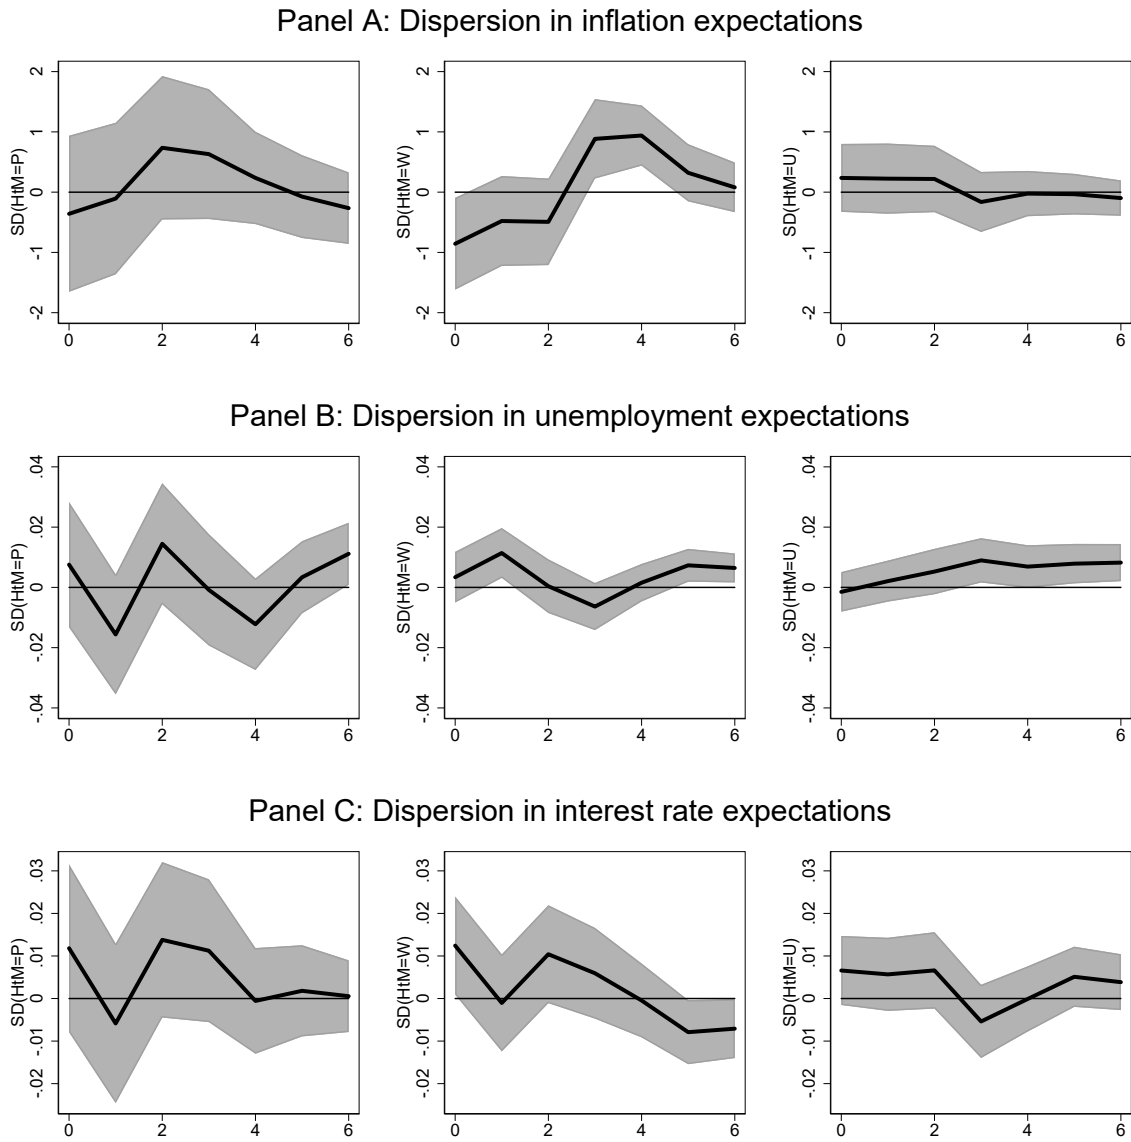 Panel A: Dispersion in inflation expectations
SD(HtM=P)
2
1
0
-1
-2
0 2 4 6
SD(HtM=W)
2
1
0
-1
-2
0 2 4 6
SD(HtM=U)
2
1
0
-1
-2
0 2 4 6
Panel B: Dispersion in unemployment expectations
SD(HtM=P)
.04
.02
0
-.02
-.04
0 2 4 6
SD(HtM=W)
.04
.02
0
-.02
-.04
0 2 4 6
SD(HtM=U)
.04
.02
0
-.02
-.04
0 2 4 6
Panel C: Dispersion in interest rate expectations
SD(HtM=P)
.03
.02
.01
0
-.01
-.02
0 2 4 6
SD(HtM=W)
.03
.02
.01
0
-.01
-.02
0 2 4 6
SD(HtM=U)
.03
.02
.01
0
-.01
-.02
0 2 4 6